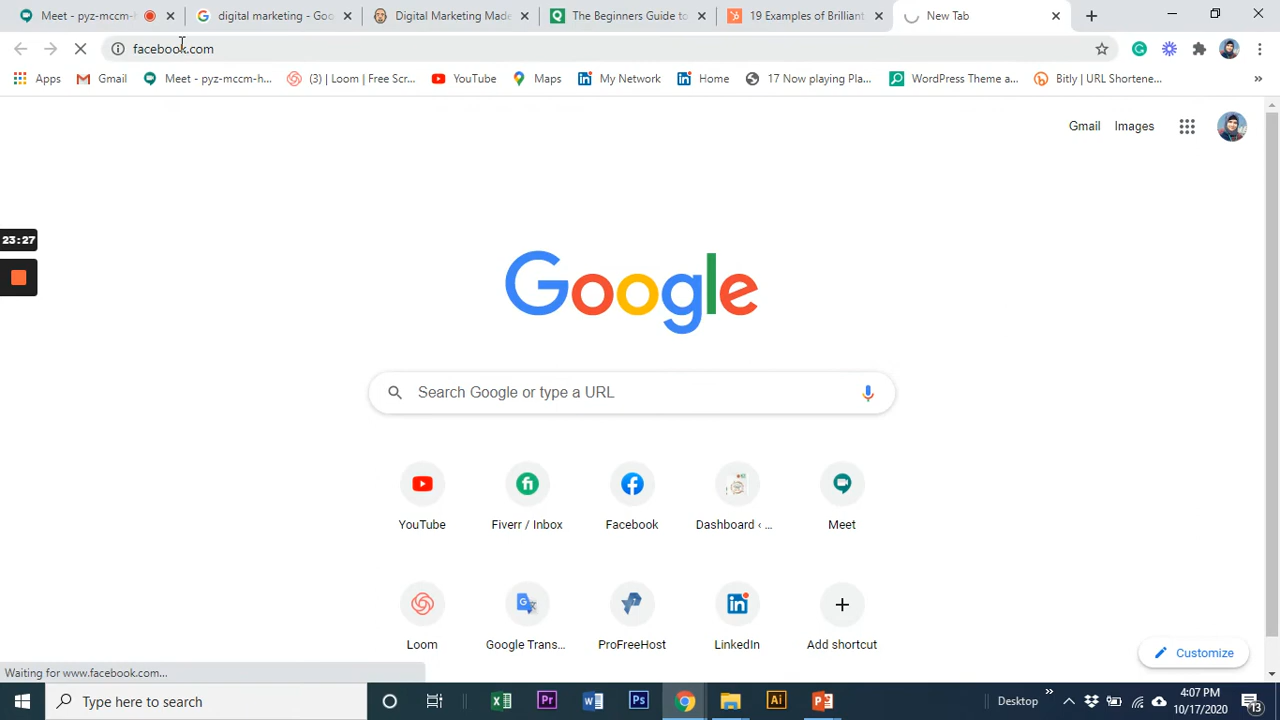 Meet - pyz-mccm-h
digital marketing - Goo
Digital Marketing Made
The Beginners Guide to
19 Examples of Brilliant
New Tab
facebook.com
Apps
Gmail
Meet - pyz-mccm-h...
(3) | Loom | Free Scr...
YouTube
Maps
My Network
Home
17 Now playing Pla...
WordPress Theme a...
Bitly | URL Shortene...
Gmail
Images
23:27
Google
Search Google or type a URL
YouTube
Fiverr / Inbox
Facebook
Dashboard ‹ ...
Meet
Loom
Google Trans...
ProFreeHost
LinkedIn
Add shortcut
Customize
Waiting for www.facebook.com...
Type here to search
Desktop
4:07 PM
10/17/2020
13